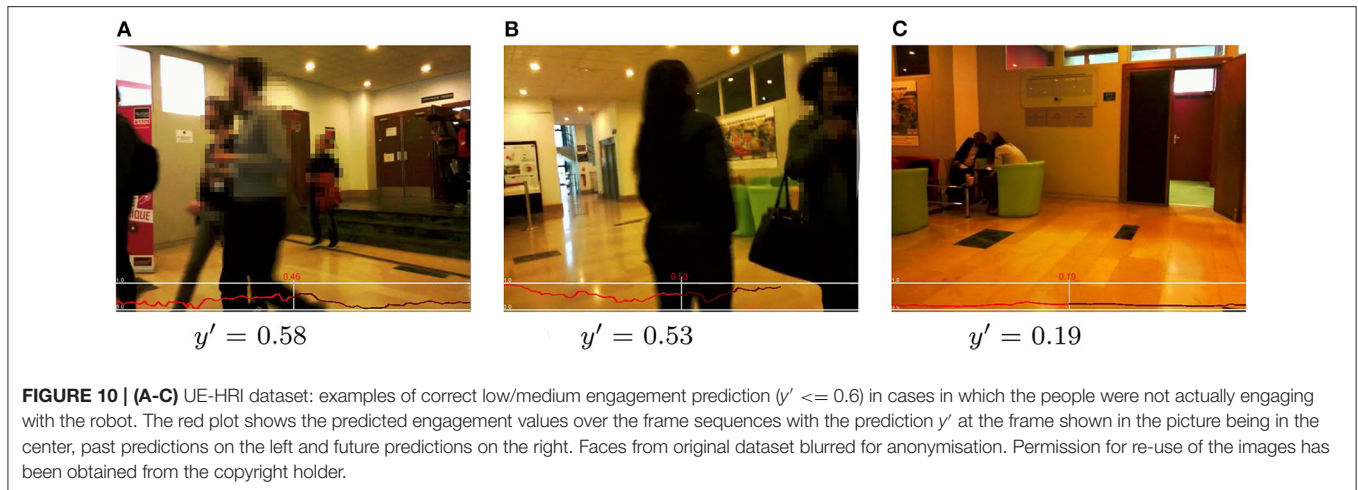 A
B
C
IQUE
1.0
0.46
0.53
0.19
y′ = 0.58
y′ = 0.53
y′ = 0.19
FIGURE 10 | (A-C) UE-HRI dataset: examples of correct low/medium engagement prediction (y′ <= 0.6) in cases in which the people were not actually engaging
with the robot. The red plot shows the predicted engagement values over the frame sequences with the prediction y′ at the frame shown in the picture being in the
center, past predictions on the left and future predictions on the right. Faces from original dataset blurred for anonymisation. Permission for re-use of the images has
been obtained from the copyright holder.